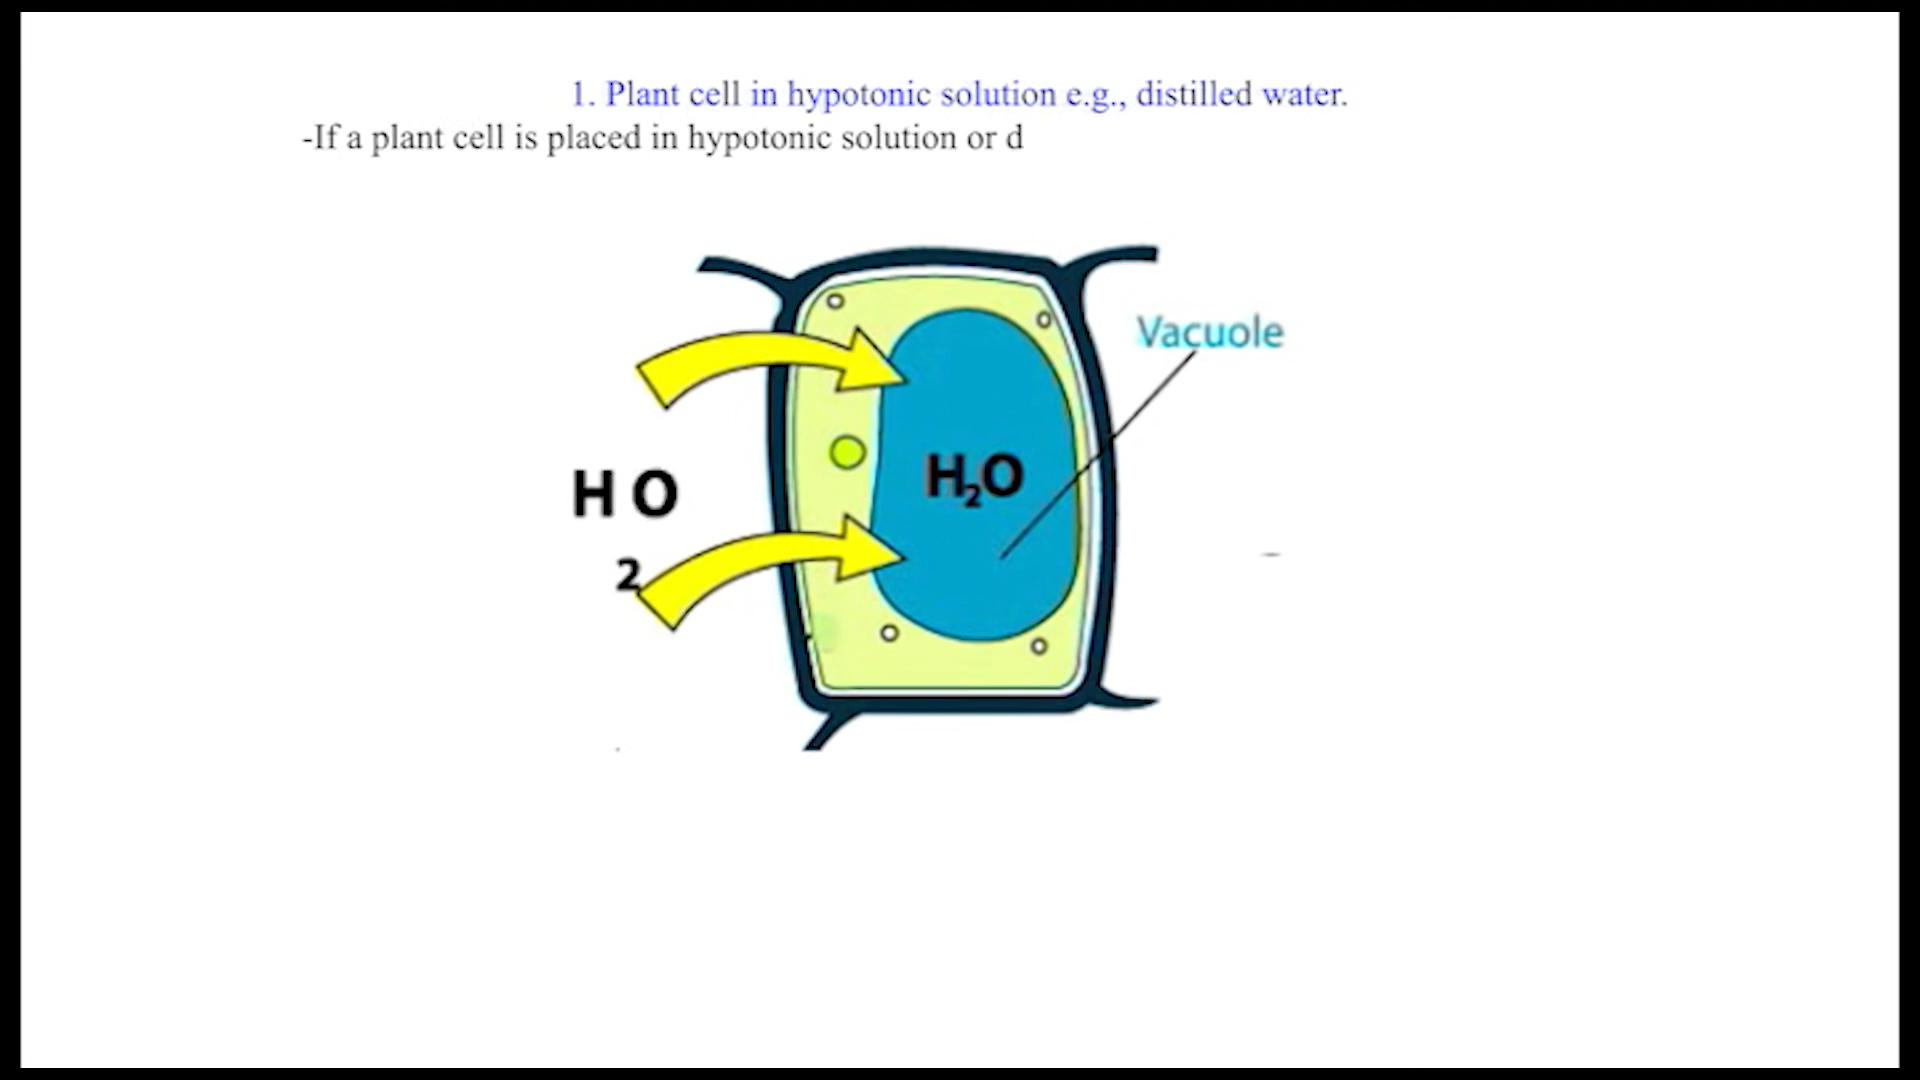 1. Plant cell in hypotonic solution e.g., distilled water.
-If a plant cell is placed in hypotonic solution or d
Vacuole
H₂O
H O
2